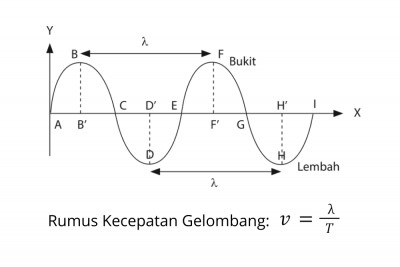 Y
λ
B F
Bukit
C D' E H' I
X
A B' F' G
D H
Lembah
λ
Rumus Kecepatan Gelombang: v = λ / T